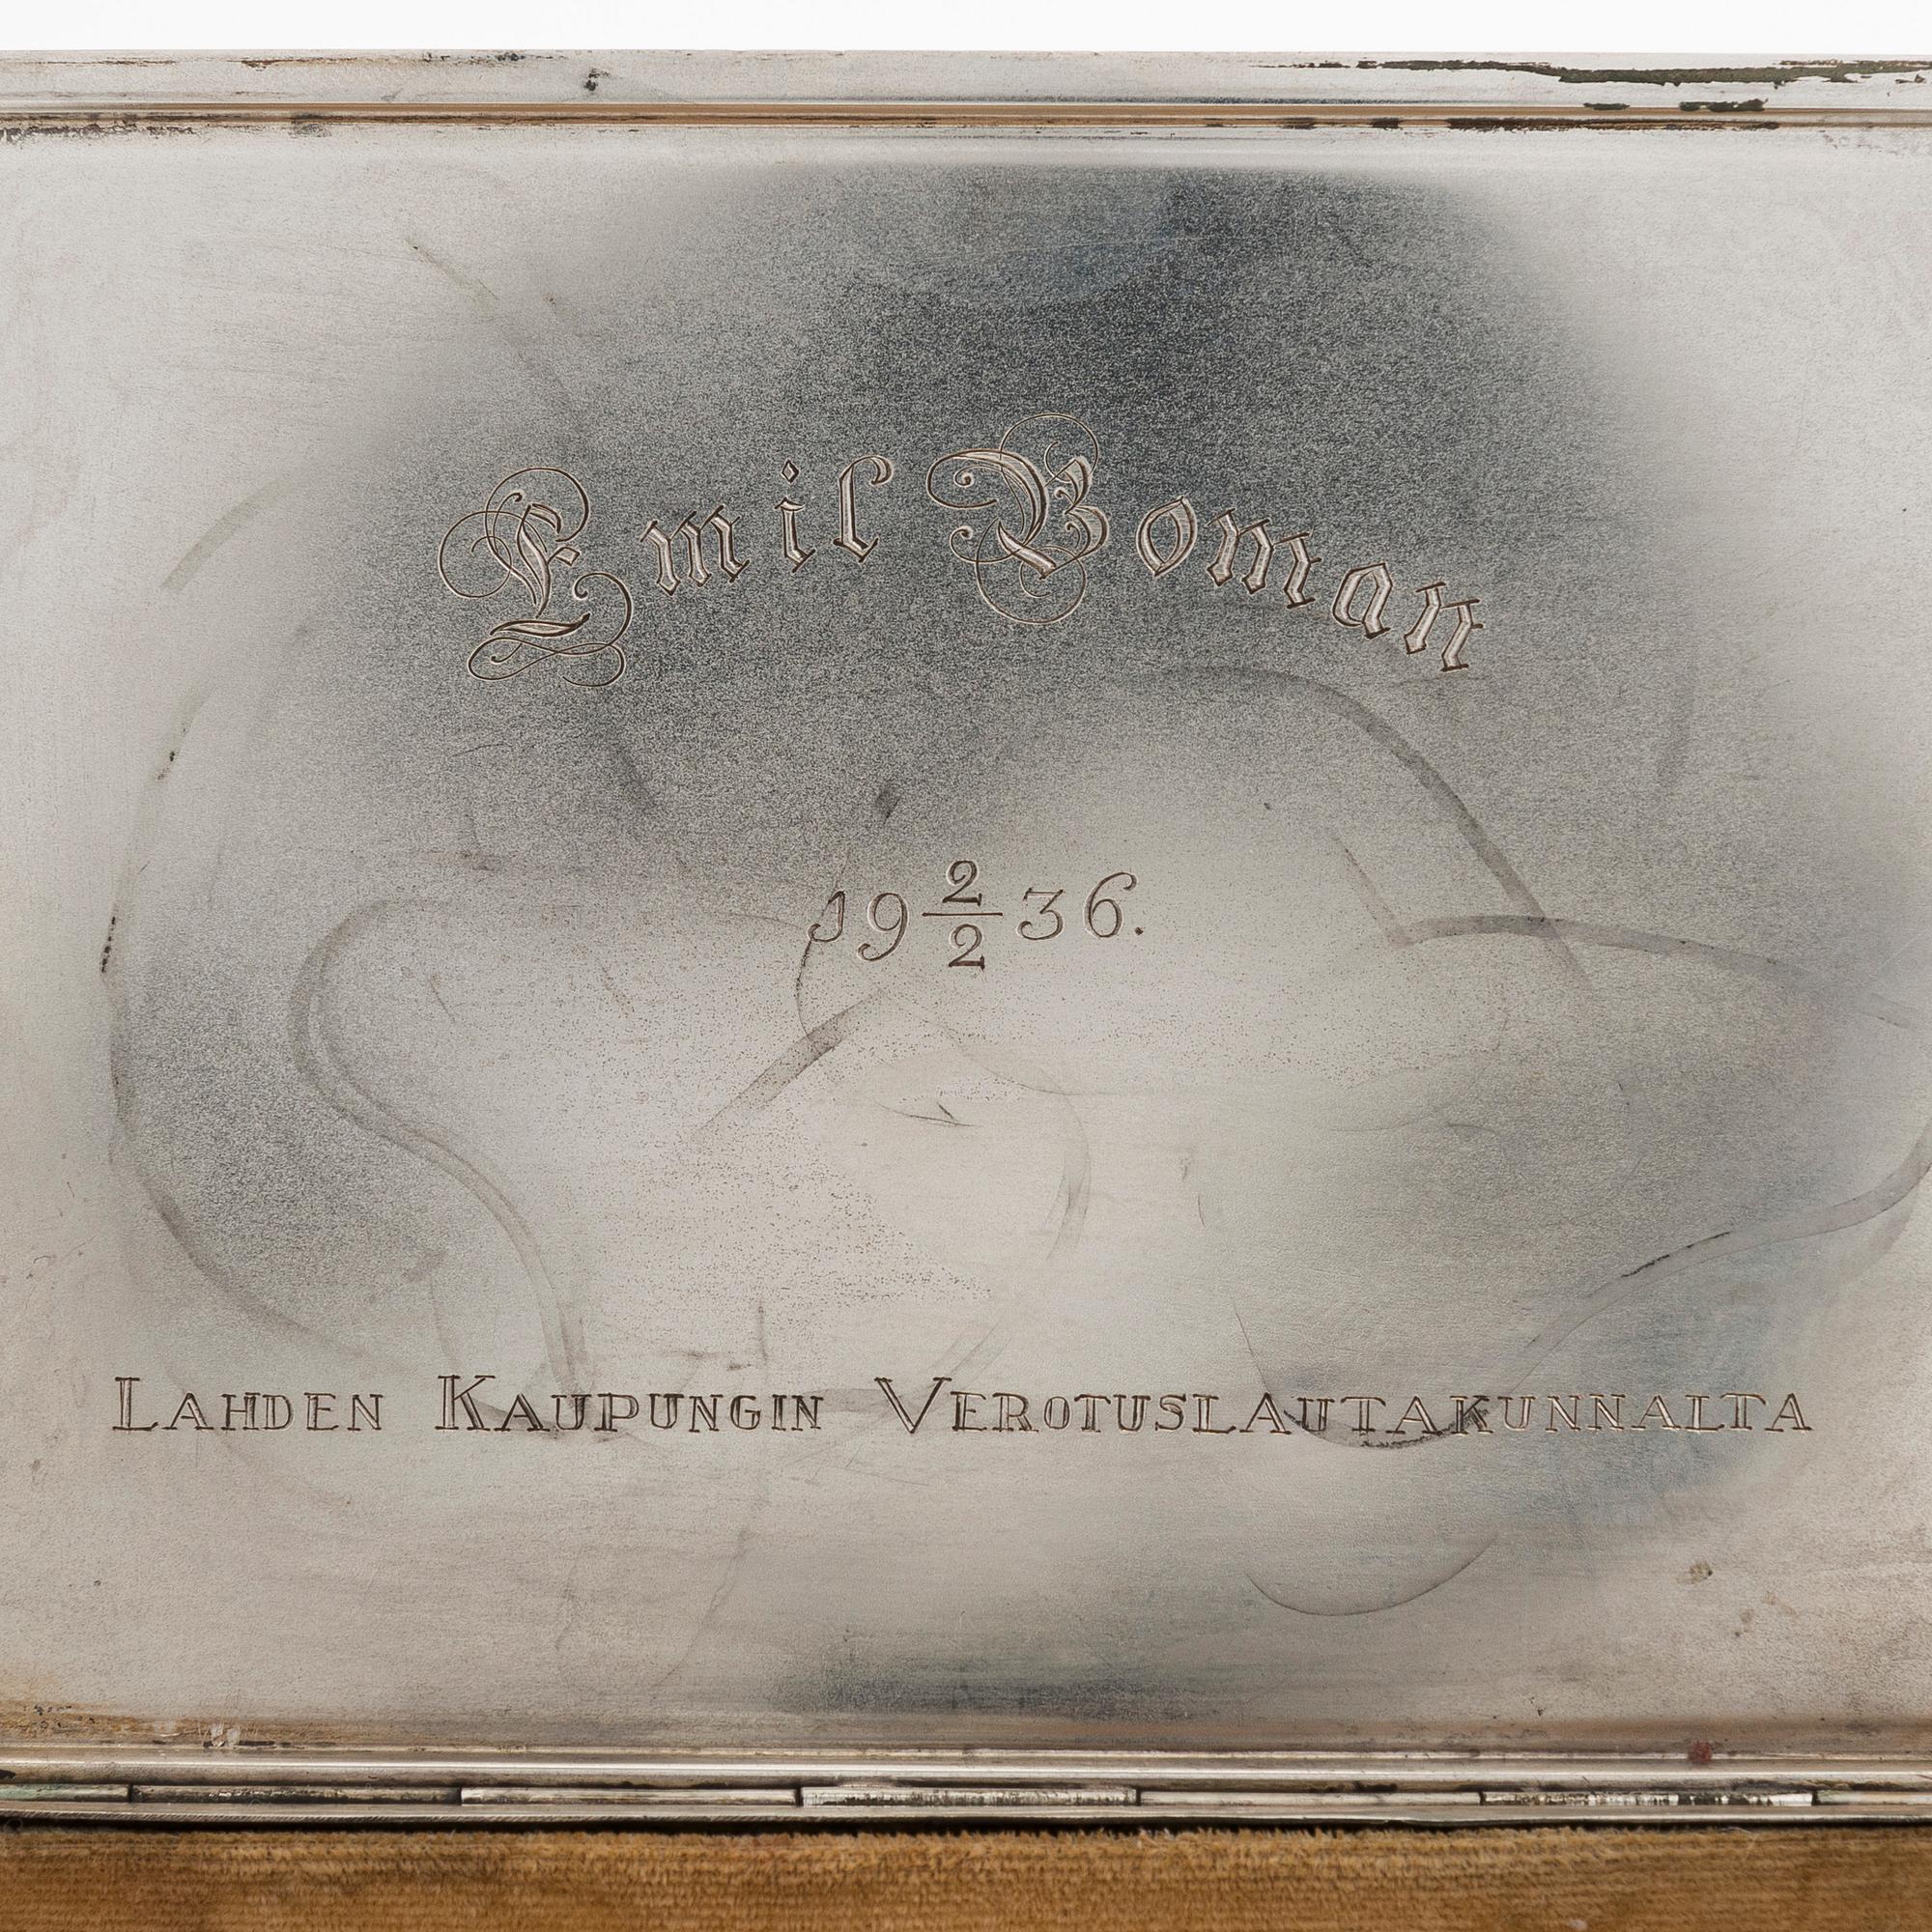 Emil Boman
19 2/2 36.
LAHDEN KAUPUNGIN VEROTUSLAUTAKUNNALTA